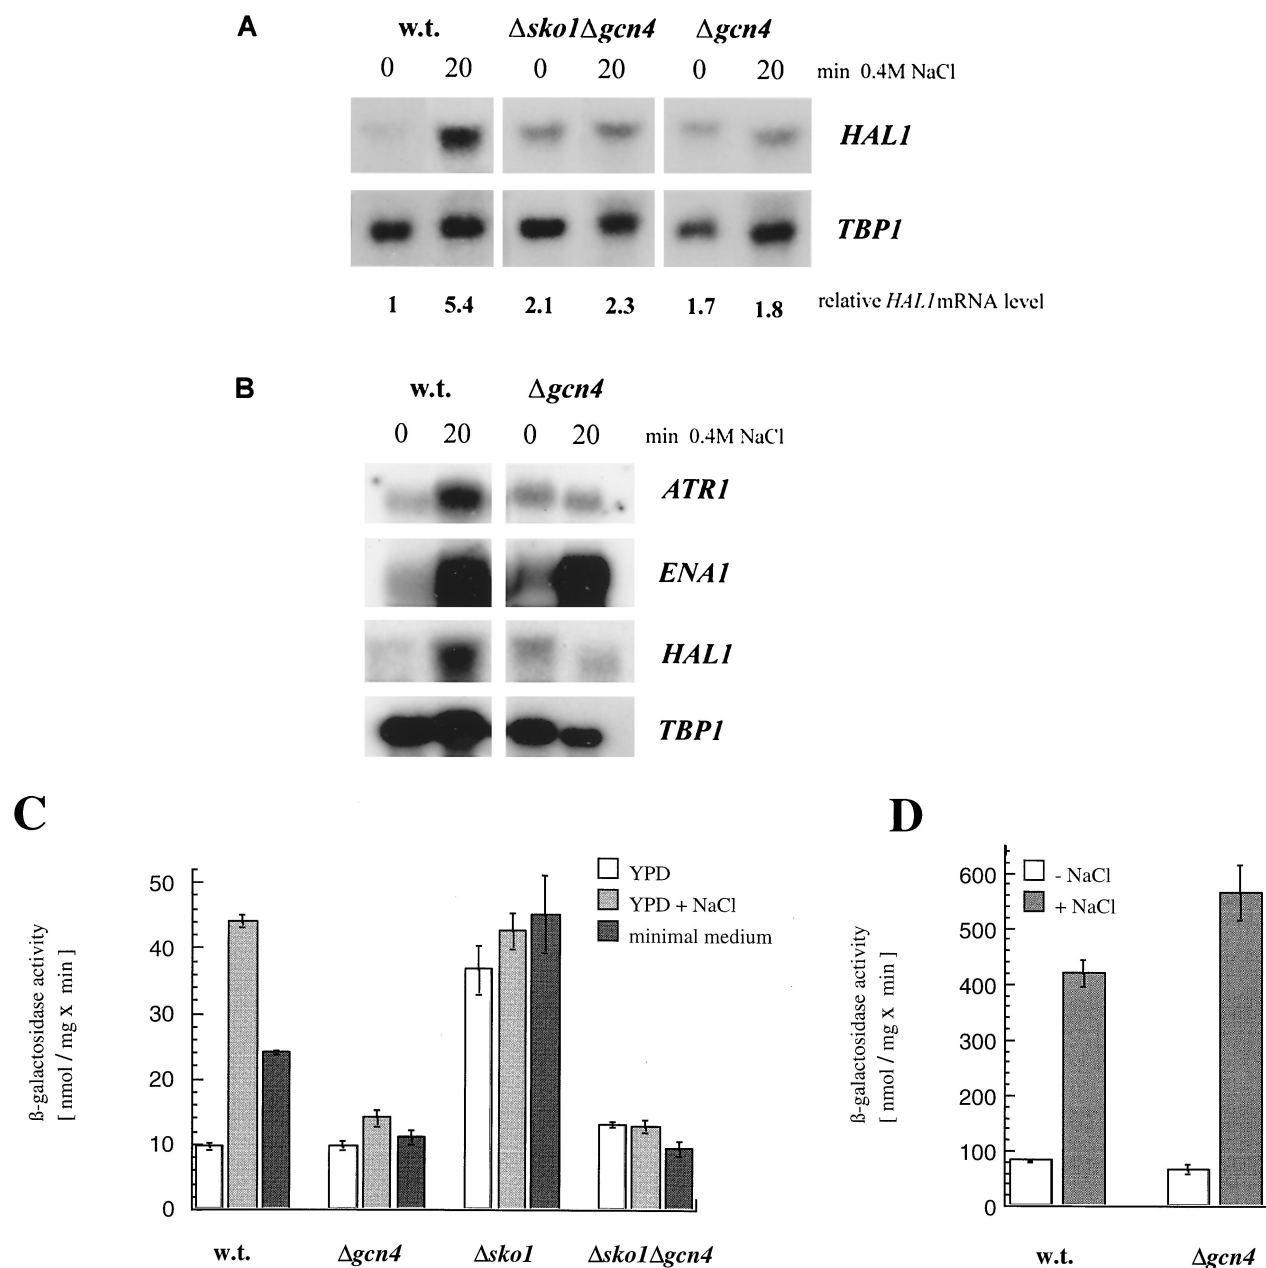 A
w.t. Δsko1Δgcn4 Δgcn4
0 20 0 20 0 20 min 0.4M NaCl
HAL1
TBP1
1 5.4 2.1 2.3 1.7 1.8 relative HAL1 mRNA level
B
w.t. Δgcn4
0 20 0 20 min 0.4M NaCl
ATR1
ENA1
HAL1
TBP1
C
ß-galactosidase activity
[ nmol / mg x min ]
50
40
30
20
10
0
YPD
YPD + NaCl
minimal medium
w.t. Δgcn4 Δsko1 Δsko1Δgcn4
D
ß-galactosidase activity
[ nmol / mg x min ]
600
500
400
300
200
100
0
- NaCl
+ NaCl
w.t. Δgcn4